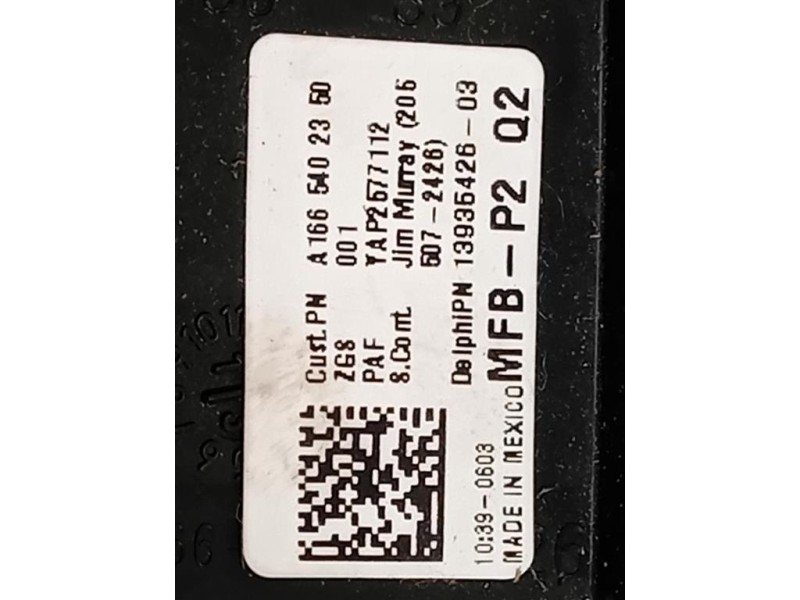 Cust.PN A166 540 23 50
ZGS 001
PAF YAP2577112
8.Cont. Jim Murray (206
507-2426)
DelphiPN 13935426-03
MFB-P2 Q2
10:39-0603
MADE IN MEXICO